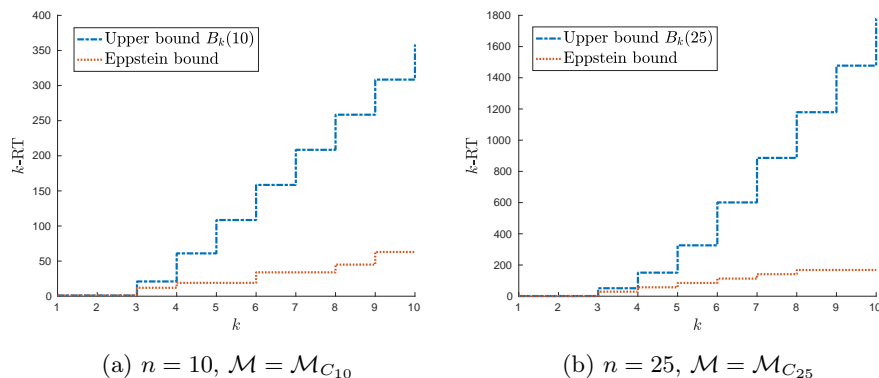 400
350
300
250
200
150
100
50
0
k-RT
Upper bound B_k(10)
Eppstein bound
1 2 3 4 5 6 7 8 9 10
k
(a) n = 10, M = M_{C_{10}}
1800
1600
1400
1200
1000
800
600
400
200
0
k-RT
Upper bound B_k(25)
Eppstein bound
1 2 3 4 5 6 7 8 9 10
k
(b) n = 25, M = M_{C_{25}}